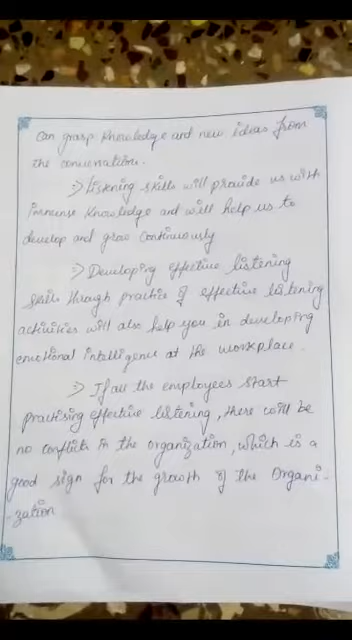 Can grasp knowledge and new ideas from
the conversation.
:) Listening skills will provide us with
immense knowledge and will help us to
develop and grow continuously
:) Developing effective listening
skills through practice of effective listening
activities will also help you in developing
emotional intelligence at the workplace.
:) If all the employees start
practising effective listening, there will be
no conflicts in the organization, which is a
good sign for the growth of the Organi-
-zation